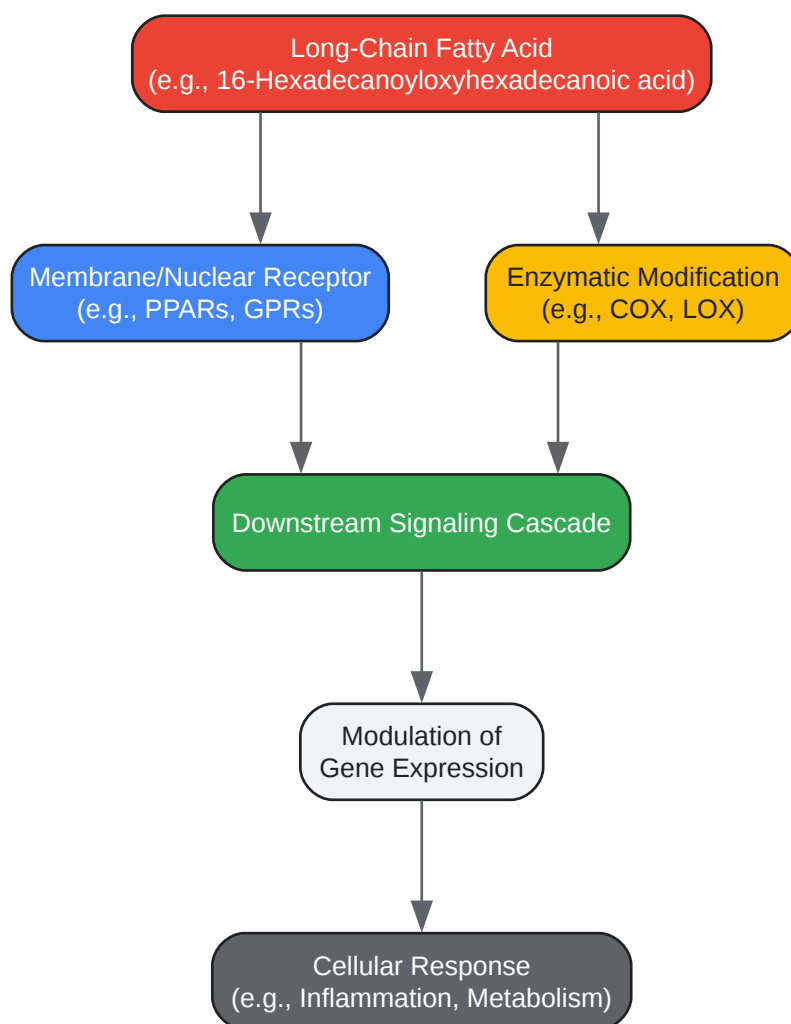 Long-Chain Fatty Acid
(e.g., 16-Hexadecanoyloxyhexadecanoic acid)
Membrane/Nuclear Receptor
(e.g., PPARs, GPRs)
Enzymatic Modification
(e.g., COX, LOX)
Downstream Signaling Cascade
Modulation of
Gene Expression
Cellular Response
(e.g., Inflammation, Metabolism)